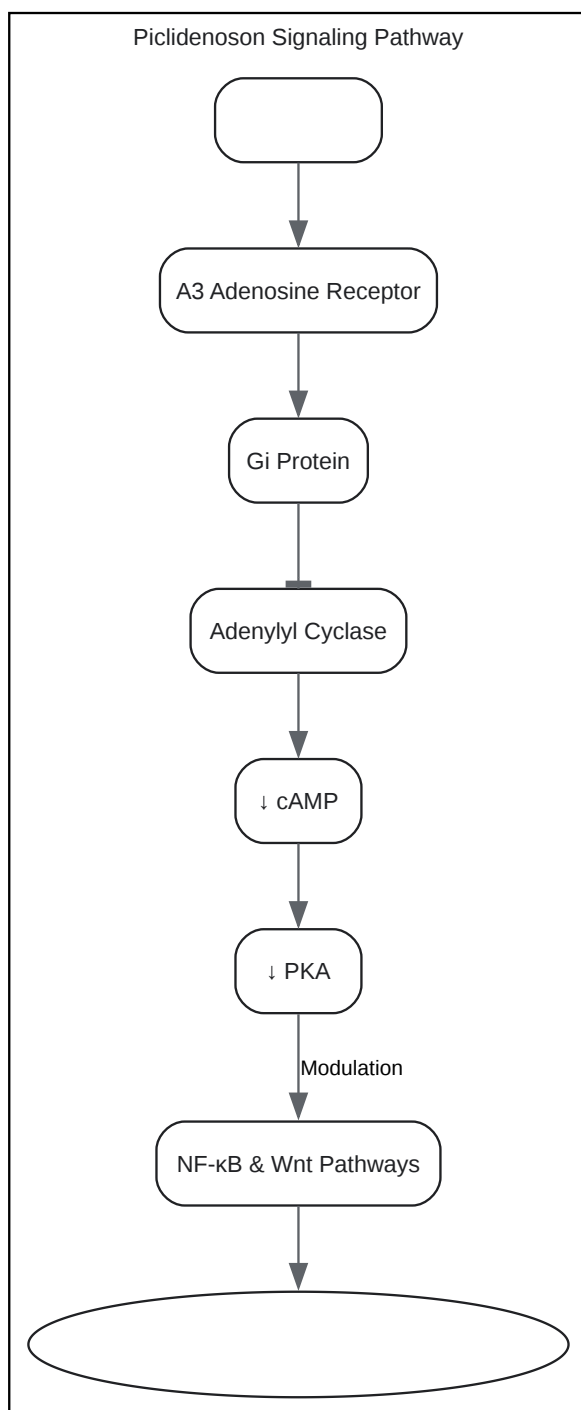 Piclidenoson Signaling Pathway
A3 Adenosine Receptor
Gi Protein
Adenylyl Cyclase
↓ cAMP
↓ PKA
Modulation
NF-κB & Wnt Pathways